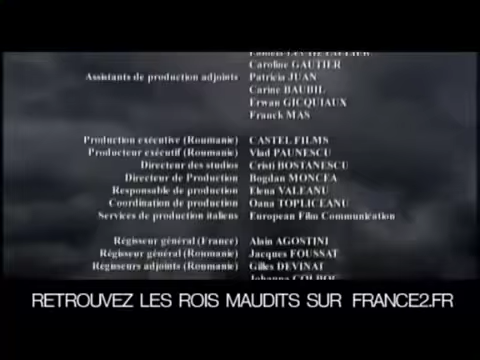 Caroline GAUTIER
Assistants de production adjoints Patricia JUAN
Carine BAUBIL
Erwan GICQUIAUX
Franck MAS
Production exécutive (Roumanie) CASTEL FILMS
Producteur exécutif (Roumanie) Vlad PAUNESCU
Directeur des studios Cristi BOSTANESCU
Directeur de Production Bogdan MONCEA
Responsable de production Elena VALEANU
Coordination de production Oana TOPLICEANU
Services de production italiens European Film Communication
Régisseur général (France) Alain AGOSTINI
Régisseur général (Roumanie) Jacques FOUSSAT
Régisseurs adjoints (Roumanie) Gilles DEVINAT
RETROUVEZ LES ROIS MAUDITS SUR FRANCE2.FR